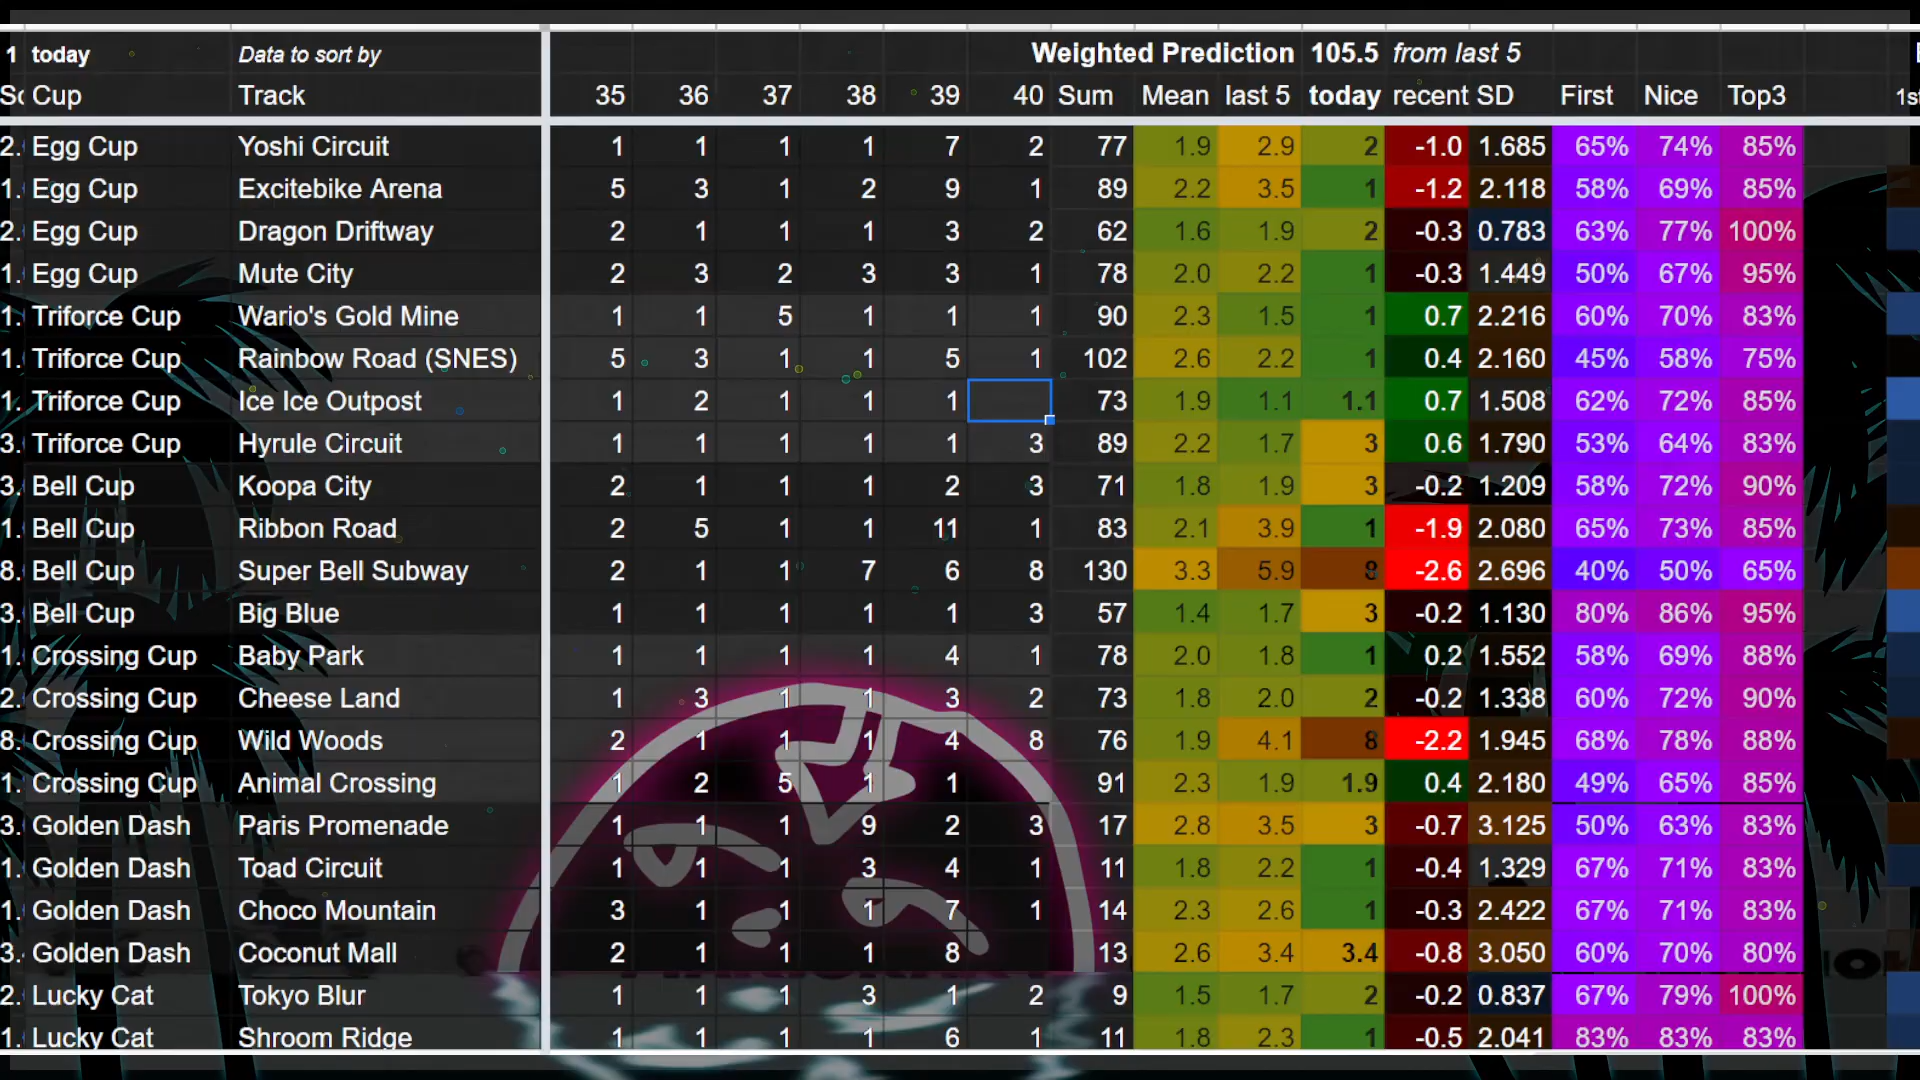 Weighted Prediction 105.5 from last 5
1 today Data to sort by
Cup Track 35 36 37 38 39 40 Sum Mean last 5 today recent SD First Nice Top3 1st
2. Egg Cup Yoshi Circuit 1 1 1 1 7 2 77 1.9 2.9 2 -1.0 1.685 65% 74% 85%
1. Egg Cup Excitebike Arena 5 3 1 2 9 1 89 2.2 3.5 1 -1.2 2.118 58% 69% 85%
2. Egg Cup Dragon Driftway 2 1 1 1 3 2 62 1.6 1.9 2 -0.3 0.783 63% 77% 100%
1. Egg Cup Mute City 2 3 2 3 3 1 78 2.0 2.2 1 -0.3 1.449 50% 67% 95%
1. Triforce Cup Wario's Gold Mine 1 1 5 1 1 1 90 2.3 1.5 1 0.7 2.216 60% 70% 83%
1. Triforce Cup Rainbow Road (SNES) 5 3 1 1 5 1 102 2.6 2.2 1 0.4 2.160 45% 58% 75%
1. Triforce Cup Ice Ice Outpost 1 2 1 1 1 73 1.9 1.1 1.1 0.7 1.508 62% 72% 85%
3. Triforce Cup Hyrule Circuit 1 1 1 1 1 3 89 2.2 1.7 3 0.6 1.790 53% 64% 83%
3. Bell Cup Koopa City 2 1 1 1 2 3 71 1.8 1.9 3 -0.2 1.209 58% 72% 90%
1. Bell Cup Ribbon Road 2 5 1 1 11 1 83 2.1 3.9 1 -1.9 2.080 65% 73% 85%
8. Bell Cup Super Bell Subway 2 1 1 7 6 8 130 3.3 5.9 8 -2.6 2.696 40% 50% 65%
3. Bell Cup Big Blue 1 1 1 1 1 3 57 1.4 1.7 3 -0.2 1.130 80% 86% 95%
1. Crossing Cup Baby Park 1 1 1 1 4 1 78 2.0 1.8 1 0.2 1.552 58% 69% 88%
2. Crossing Cup Cheese Land 1 3 1 1 3 2 73 1.8 2.0 2 -0.2 1.338 60% 72% 90%
8. Crossing Cup Wild Woods 2 1 1 1 4 8 76 1.9 4.1 8 -2.2 1.945 68% 78% 88%
1. Crossing Cup Animal Crossing 1 2 5 1 1 91 2.3 1.9 1.9 0.4 2.180 49% 65% 85%
3. Golden Dash Paris Promenade 1 1 1 9 2 3 17 2.8 3.5 3 -0.7 3.125 50% 63% 83%
1. Golden Dash Toad Circuit 1 1 1 3 4 1 11 1.8 2.2 1 -0.4 1.329 67% 71% 83%
1. Golden Dash Choco Mountain 3 1 1 1 7 1 14 2.3 2.6 1 -0.3 2.422 67% 71% 83%
3. Golden Dash Coconut Mall 2 1 1 1 8 13 2.6 3.4 3.4 -0.8 3.050 60% 70% 80%
2. Lucky Cat Tokyo Blur 1 1 1 3 1 2 9 1.5 1.7 2 -0.2 0.837 67% 79% 100%
1. Lucky Cat Shroom Ridge 1 1 1 1 6 1 11 1.8 2.3 1 -0.5 2.041 83% 83% 83%